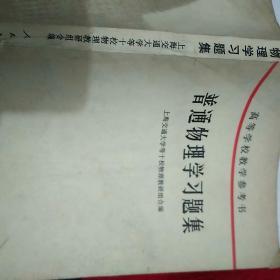 高等学校教学参考书
普通物理学习题集
上海交通大学等十校物理教研组合编
物理学习题集
上海交通大学等十校物理教研组合编
人